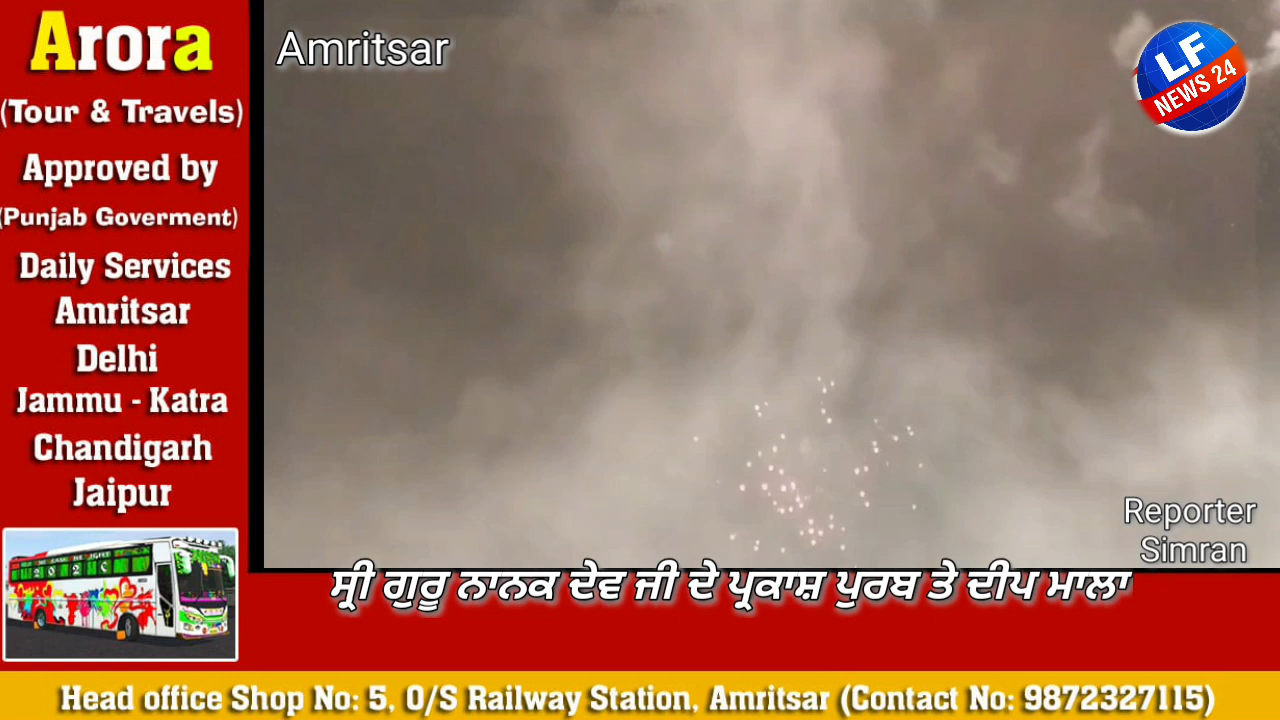 Arora
(Tour & Travels)
Approved by
(Punjab Goverment)
Daily Services
Amritsar
Delhi
Jammu - Katra
Chandigarh
Jaipur
Amritsar
LF
NEWS 24
Reporter
Simran
ਸ੍ਰੀ ਗੁਰੂ ਨਾਨਕ ਦੇਵ ਜੀ ਦੇ ਪ੍ਰਕਾਸ਼ ਪੁਰਬ ਤੇ ਦੀਪ ਮਾਲਾ
Head office Shop No: 5, O/S Railway Station, Amritsar (Contact No: 9872327115)